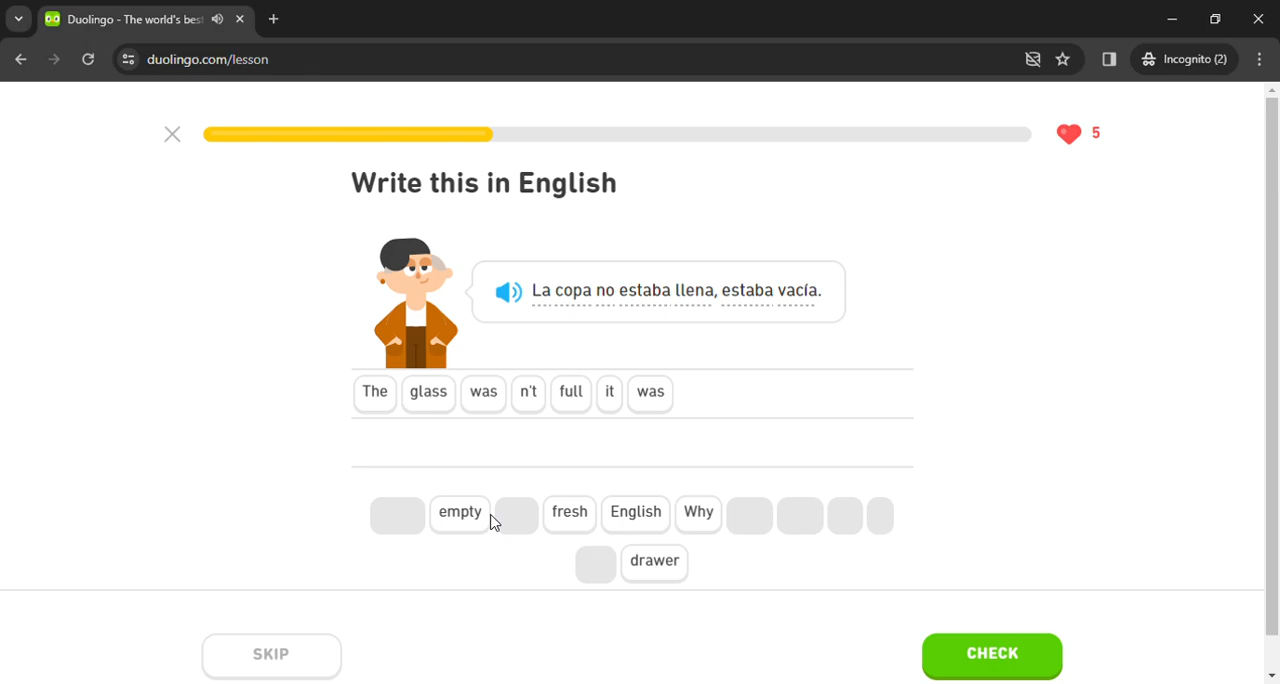 Duolingo - The world's bes
duolingo.com/lesson
Incognito (2)
5
Write this in English
La copa no estaba llena, estaba vacía.
The glass was n't full it was
empty fresh English Why
drawer
SKIP
CHECK